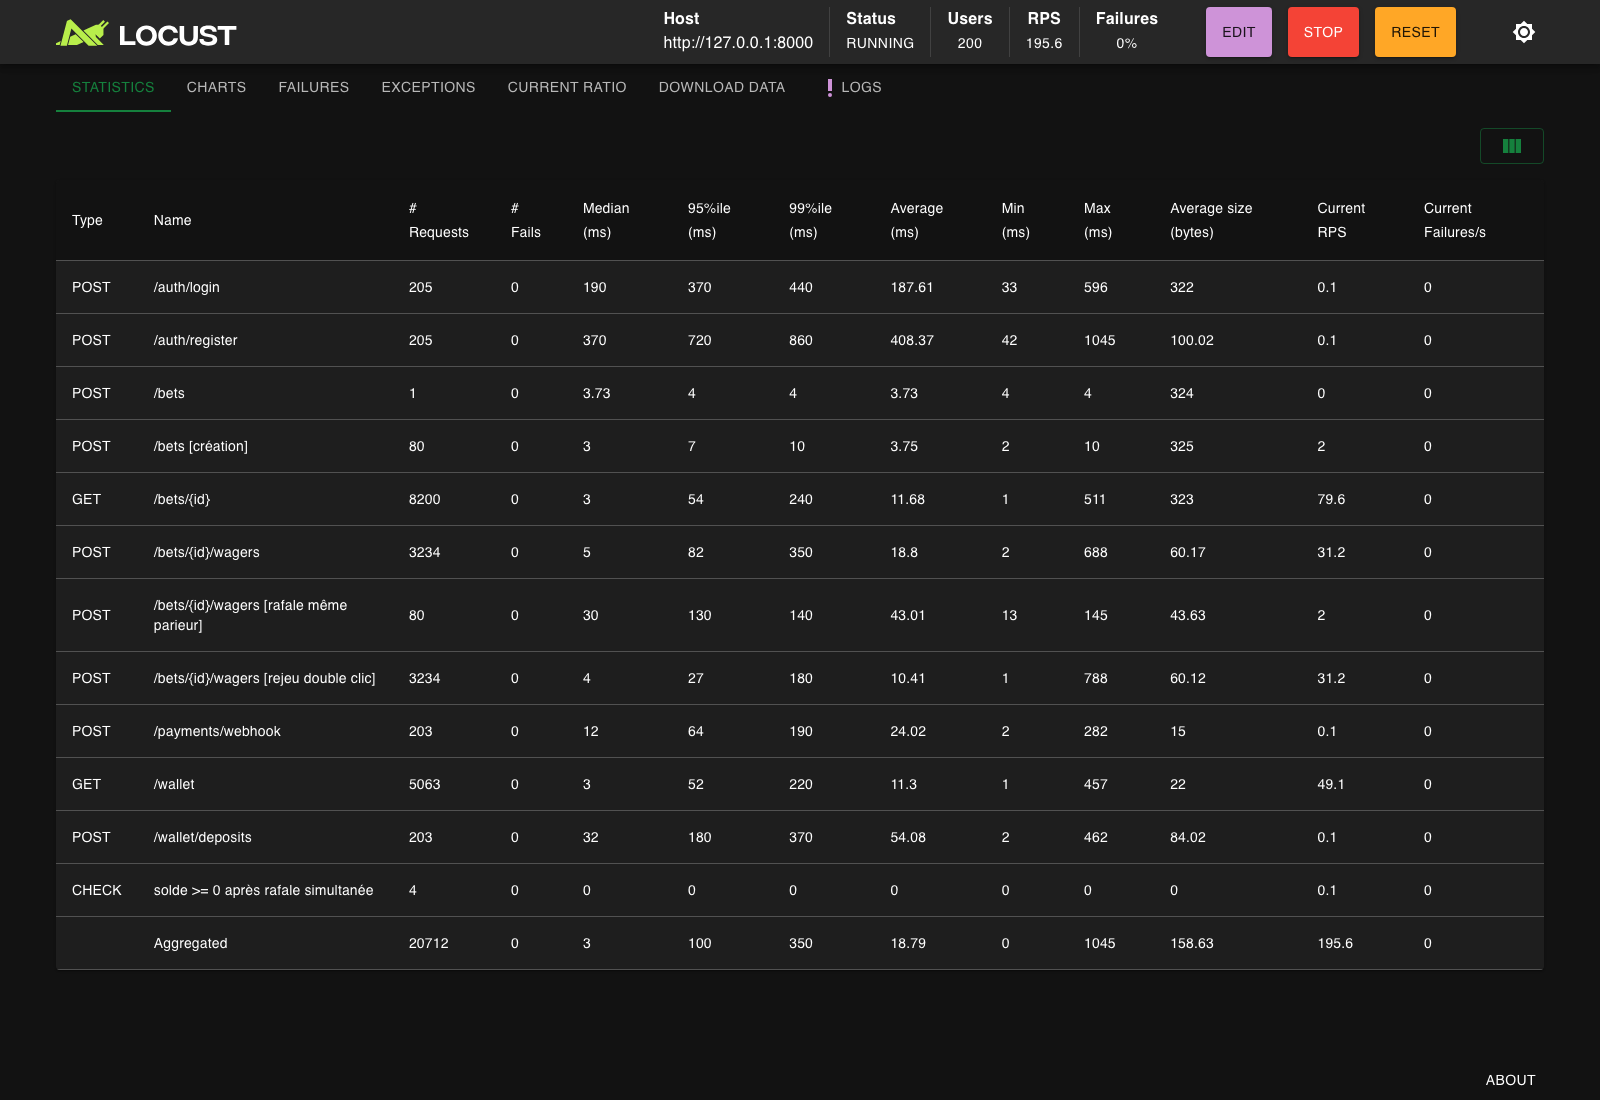 LOCUST
Host
http://127.0.0.1:8000
Status
RUNNING
Users
200
RPS
195.6
Failures
0%
EDIT
STOP
RESET
STATISTICS CHARTS FAILURES EXCEPTIONS CURRENT RATIO DOWNLOAD DATA LOGS
Type Name # Requests # Fails Median (ms) 95%ile (ms) 99%ile (ms) Average (ms) Min (ms) Max (ms) Average size (bytes) Current RPS Current Failures/s
POST /auth/login 205 0 190 370 440 187.61 33 596 322 0.1 0
POST /auth/register 205 0 370 720 860 408.37 42 1045 100.02 0.1 0
POST /bets 1 0 3.73 4 4 3.73 4 4 324 0 0
POST /bets [création] 80 0 3 7 10 3.75 2 10 325 2 0
GET /bets/{id} 8200 0 3 54 240 11.68 1 511 323 79.6 0
POST /bets/{id}/wagers 3234 0 5 82 350 18.8 2 688 60.17 31.2 0
POST /bets/{id}/wagers [rafale même parieur] 80 0 30 130 140 43.01 13 145 43.63 2 0
POST /bets/{id}/wagers [rejeu double clic] 3234 0 4 27 180 10.41 1 788 60.12 31.2 0
POST /payments/webhook 203 0 12 64 190 24.02 2 282 15 0.1 0
GET /wallet 5063 0 3 52 220 11.3 1 457 22 49.1 0
POST /wallet/deposits 203 0 32 180 370 54.08 2 462 84.02 0.1 0
CHECK solde >= 0 après rafale simultanée 4 0 0 0 0 0 0 0 0 0.1 0
Aggregated 20712 0 3 100 350 18.79 0 1045 158.63 195.6 0
ABOUT